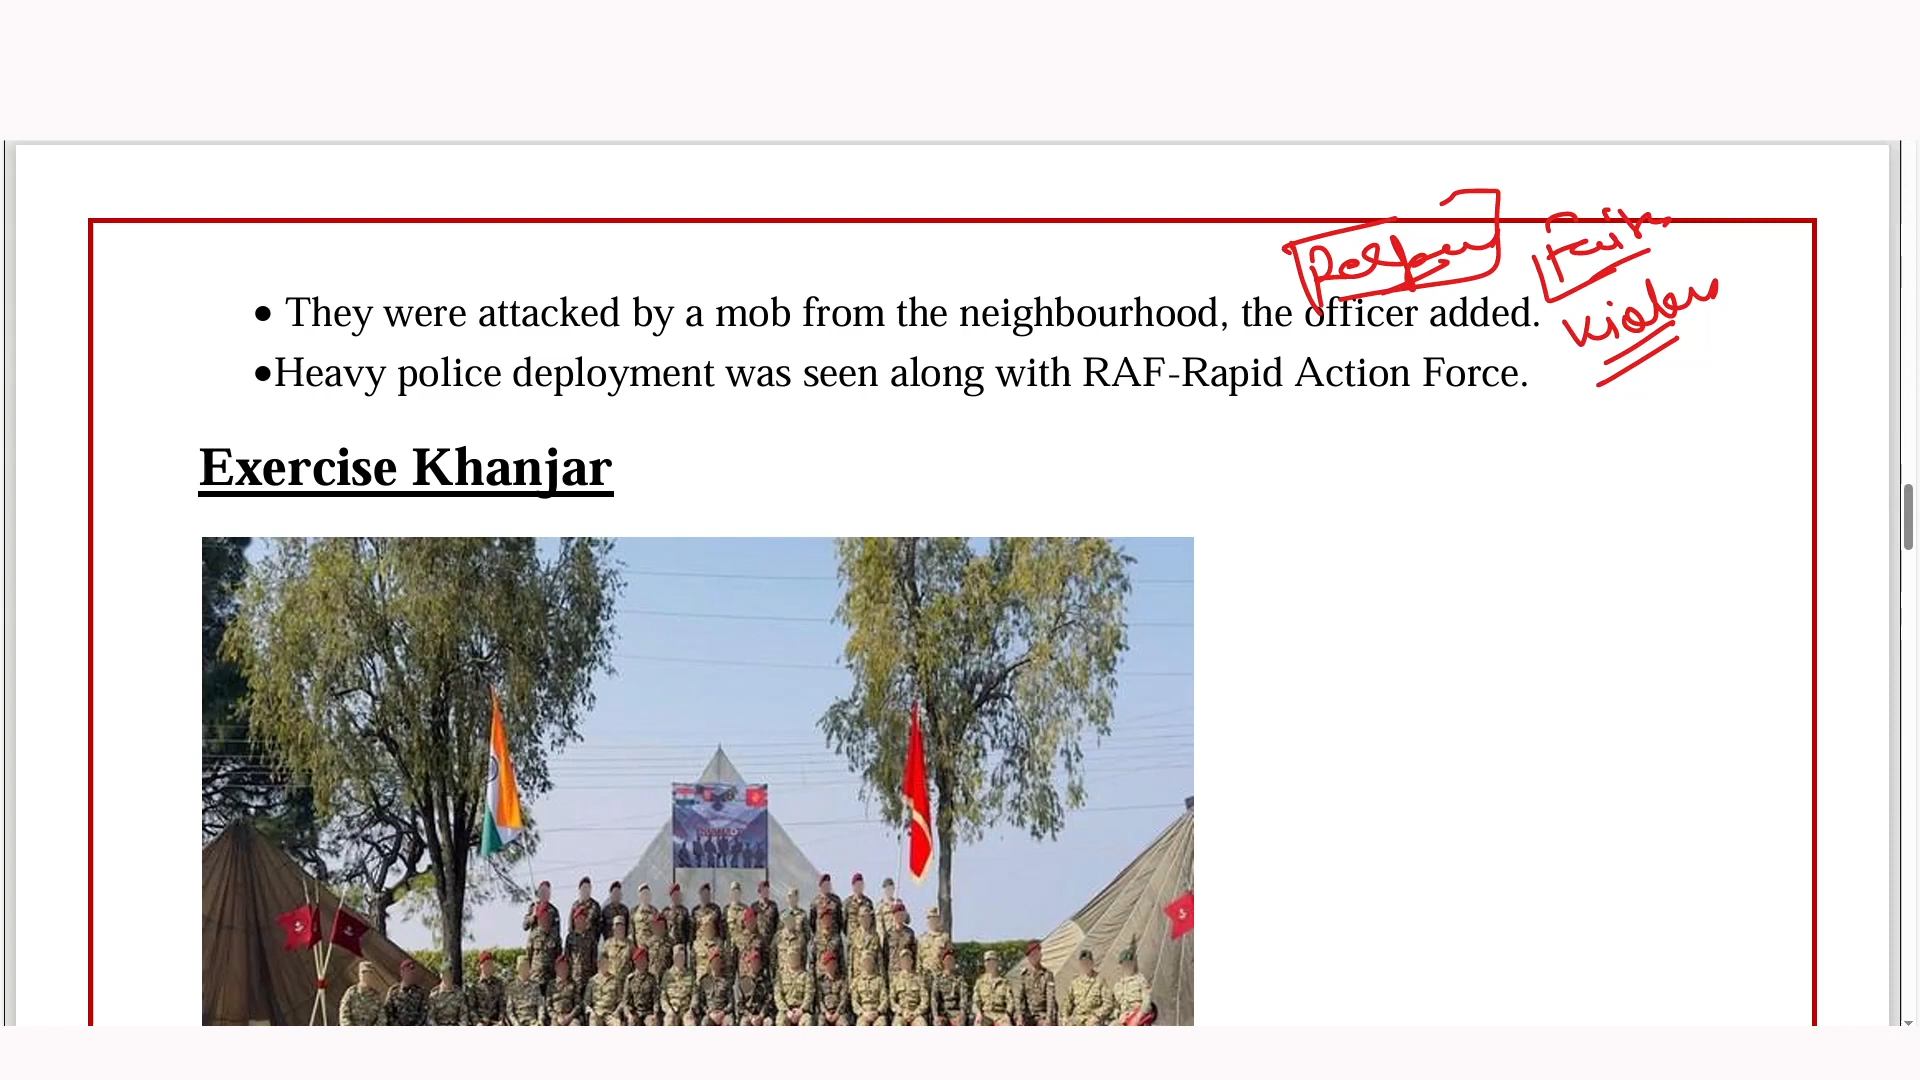 • They were attacked by a mob from the neighbourhood, the officer added.
•Heavy police deployment was seen along with RAF-Rapid Action Force.
Exercise Khanjar